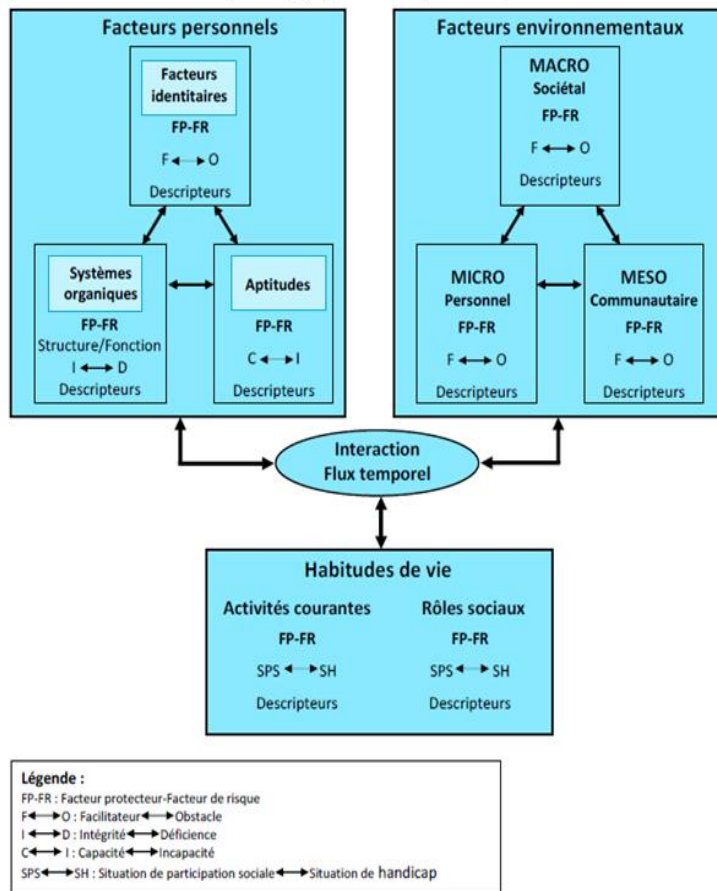 Facteurs personnels
Facteurs
identitaires
FP-FR
F ↔ O
Descripteurs
Systèmes
organiques
FP-FR
Structure/Fonction
I ↔ D
Descripteurs
Aptitudes
FP-FR
C ↔ I
Descripteurs
Facteurs environnementaux
MACRO
Sociétal
FP-FR
F ↔ O
Descripteurs
MICRO
Personnel
FP-FR
F ↔ O
Descripteurs
MESO
Communautaire
FP-FR
F ↔ O
Descripteurs
Interaction
Flux temporel
Habitudes de vie
Activités courantes
FP-FR
SPS ↔ SH
Descripteurs
Rôles sociaux
FP-FR
SPS ↔ SH
Descripteurs
Légende :
FP-FR : Facteur protecteur-Facteur de risque
F ↔ O : Facilitateur ↔ Obstacle
I ↔ D : Intégrité ↔ Déficience
C ↔ I : Capacité ↔ Incapacité
SPS ↔ SH : Situation de participation sociale ↔ Situation de handicap